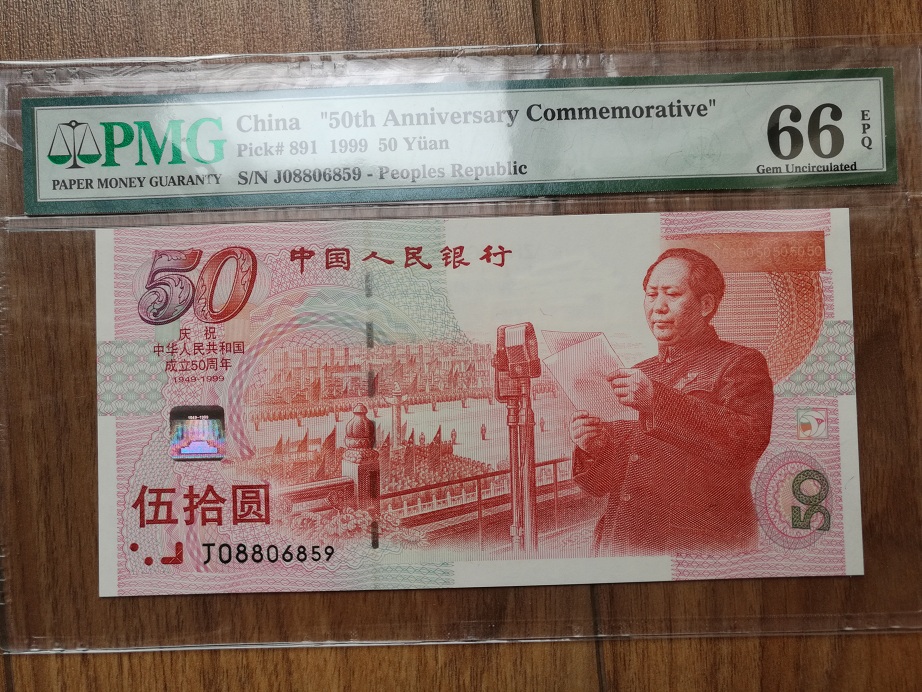 PMG
PAPER MONEY GUARANTY
China "50th Anniversary Commemorative"
Pick# 891 1999 50 Yüan
S/N J08806859 - Peoples Republic
66
EPQ
Gem Uncirculated
50
中国人民银行
庆祝
中华人民共和国
成立50周年
1949-1999
1949-1999
伍拾圆
J08806859
50